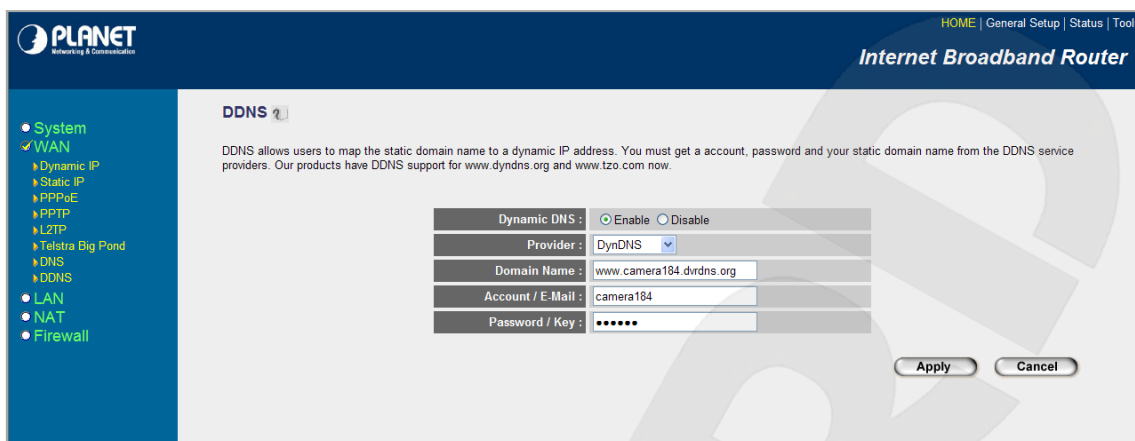 PLANET
Networking & Communication
HOME | General Setup | Status | Tool
Internet Broadband Router
System
WAN
Dynamic IP
Static IP
PPPoE
PPTP
L2TP
Telstra Big Pond
DNS
DDNS
LAN
NAT
Firewall
DDNS
DDNS allows users to map the static domain name to a dynamic IP address. You must get a account, password and your static domain name from the DDNS service
providers. Our products have DDNS support for www.dyndns.org and www.tzo.com now.
Dynamic DNS : Enable Disable
Provider : DynDNS
Domain Name : www.camera184.dvrdns.org
Account / E-Mail : camera184
Password / Key : ●●●●●●
Apply Cancel